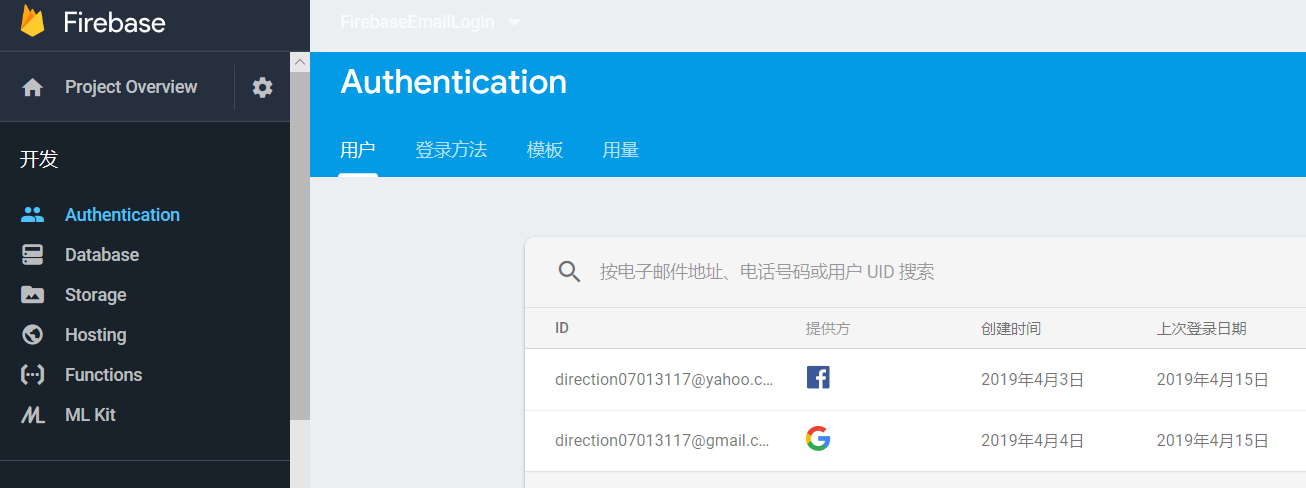 Firebase
FirebaseEmailLogin
Project Overview
Authentication
用户 登录方法 模板 用量
开发
Authentication
Database
Storage
Hosting
Functions
ML Kit
按电子邮件地址、电话号码或用户 UID 搜索
ID 提供方 创建时间 上次登录日期
direction07013117@yahoo.c... 2019年4月3日 2019年4月15日
direction07013117@gmail.c... 2019年4月4日 2019年4月15日